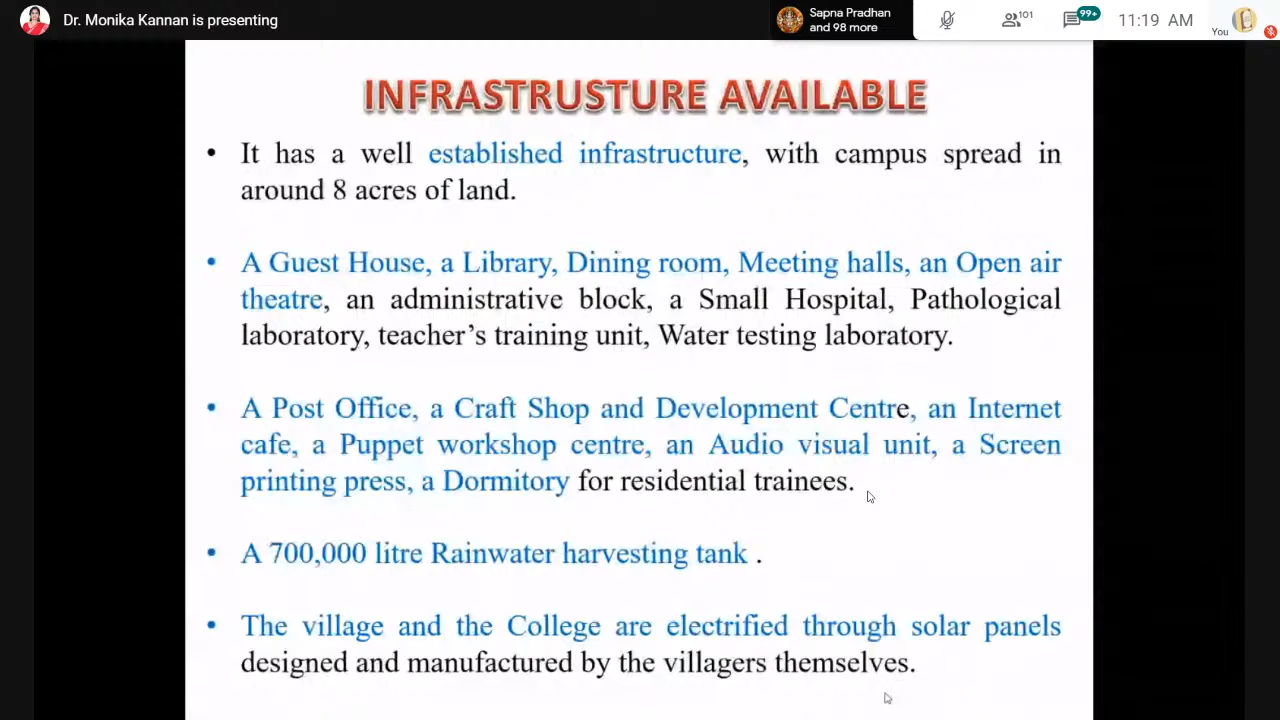 Dr. Monika Kannan is presenting
Sapna Pradhan
and 98 more
101
99+
11:19 AM
You
INFRASTRUSTURE AVAILABLE
• It has a well established infrastructure, with campus spread in
around 8 acres of land.
• A Guest House, a Library, Dining room, Meeting halls, an Open air
theatre, an administrative block, a Small Hospital, Pathological
laboratory, teacher’s training unit, Water testing laboratory.
• A Post Office, a Craft Shop and Development Centre, an Internet
cafe, a Puppet workshop centre, an Audio visual unit, a Screen
printing press, a Dormitory for residential trainees.
• A 700,000 litre Rainwater harvesting tank .
• The village and the College are electrified through solar panels
designed and manufactured by the villagers themselves.